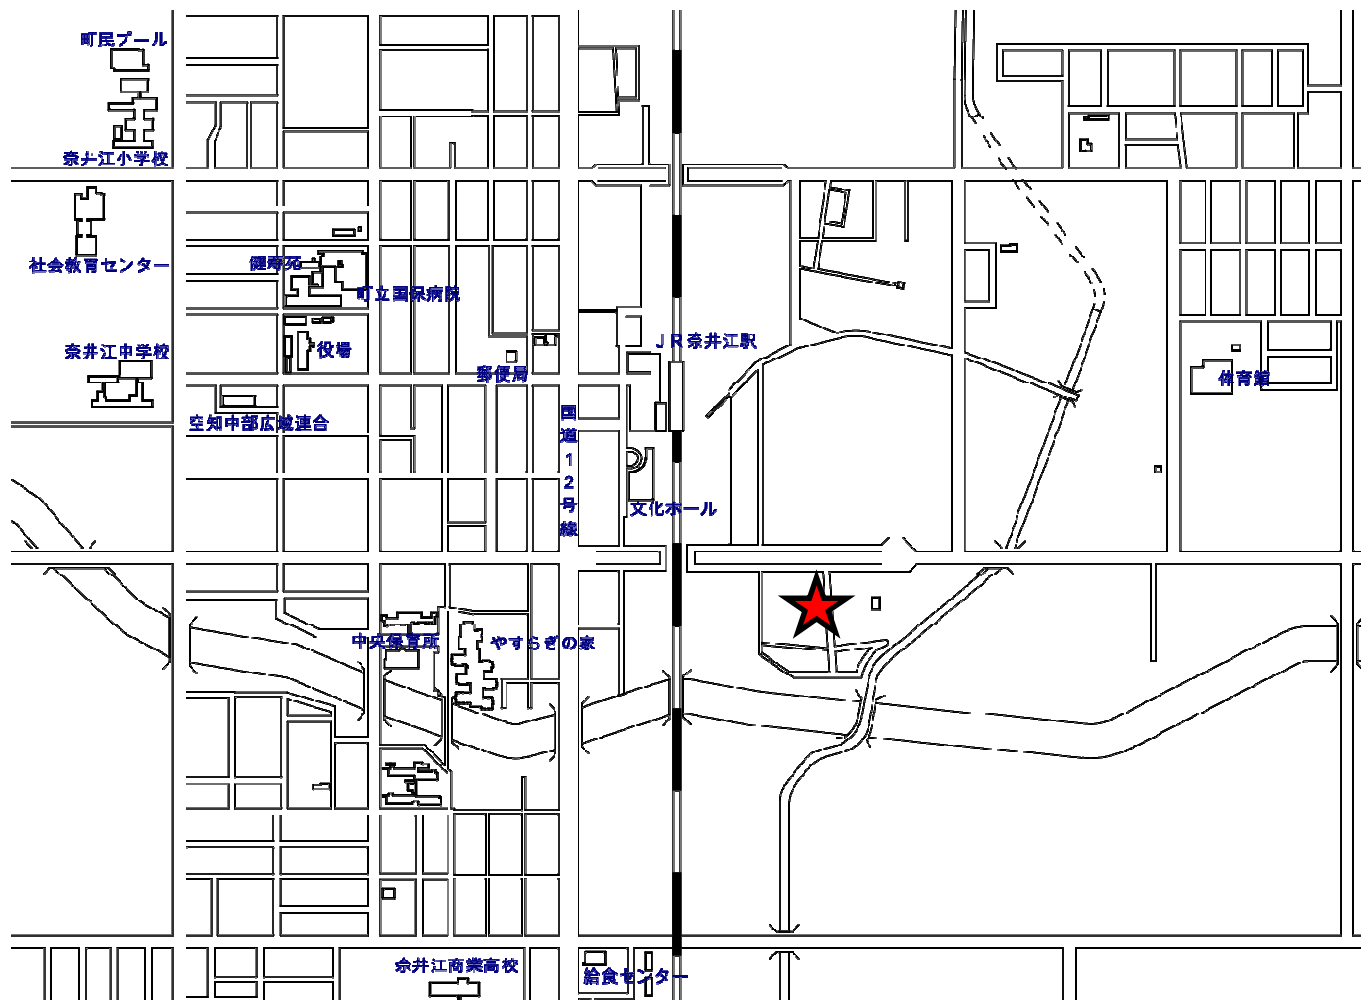 町民プール
奈井江小学校
社会教育センター
健寿苑
町立国保病院
JR奈井江駅
奈井江中学校
役場
郵便局
体育館
空知中部広域連合
国道12号線
文化ホール
中央保育所
やすらぎの家
奈井江商業高校
給食センター